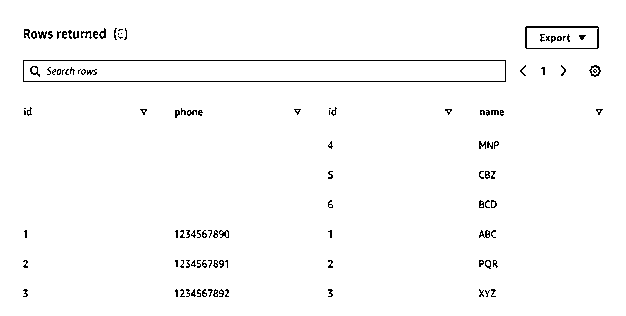 Rows returned (6)
Export
Search rows
1
id phone id name
4 MNP
5 CBZ
6 BCD
1 1234567890 1 ABC
2 1234567891 2 PQR
3 1234567892 3 XYZ